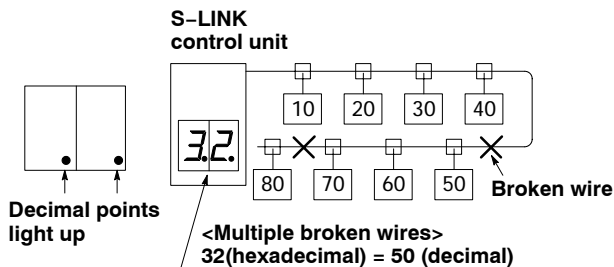 S−LINK
control unit
10
20
30
40
3.2.
80
70
60
50
Broken wire
Decimal points
light up
<Multiple broken wires>
32(hexadecimal) = 50 (decimal)